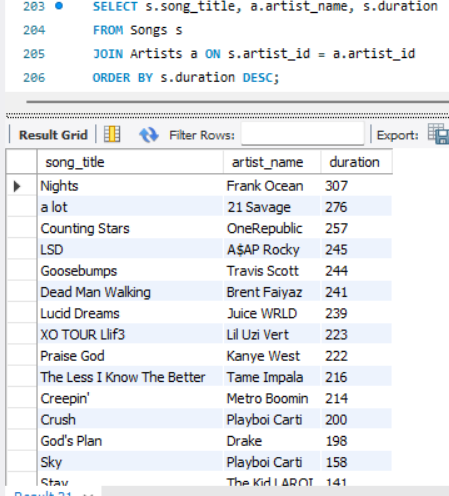 203 SELECT s.song_title, a.artist_name, s.duration
204 FROM Songs s
205 JOIN Artists a ON s.artist_id = a.artist_id
206 ORDER BY s.duration DESC;
Result Grid Filter Rows: Export:
song_title artist_name duration
Nights Frank Ocean 307
a lot 21 Savage 276
Counting Stars OneRepublic 257
LSD A$AP Rocky 245
Goosebumps Travis Scott 244
Dead Man Walking Brent Faiyaz 241
Lucid Dreams Juice WRLD 239
XO TOUR Llif3 Lil Uzi Vert 223
Praise God Kanye West 222
The Less I Know The Better Tame Impala 216
Creepin' Metro Boomin 214
Crush Playboi Carti 200
God's Plan Drake 198
Sky Playboi Carti 158
Stay The Kid LAROI 141
Result 21